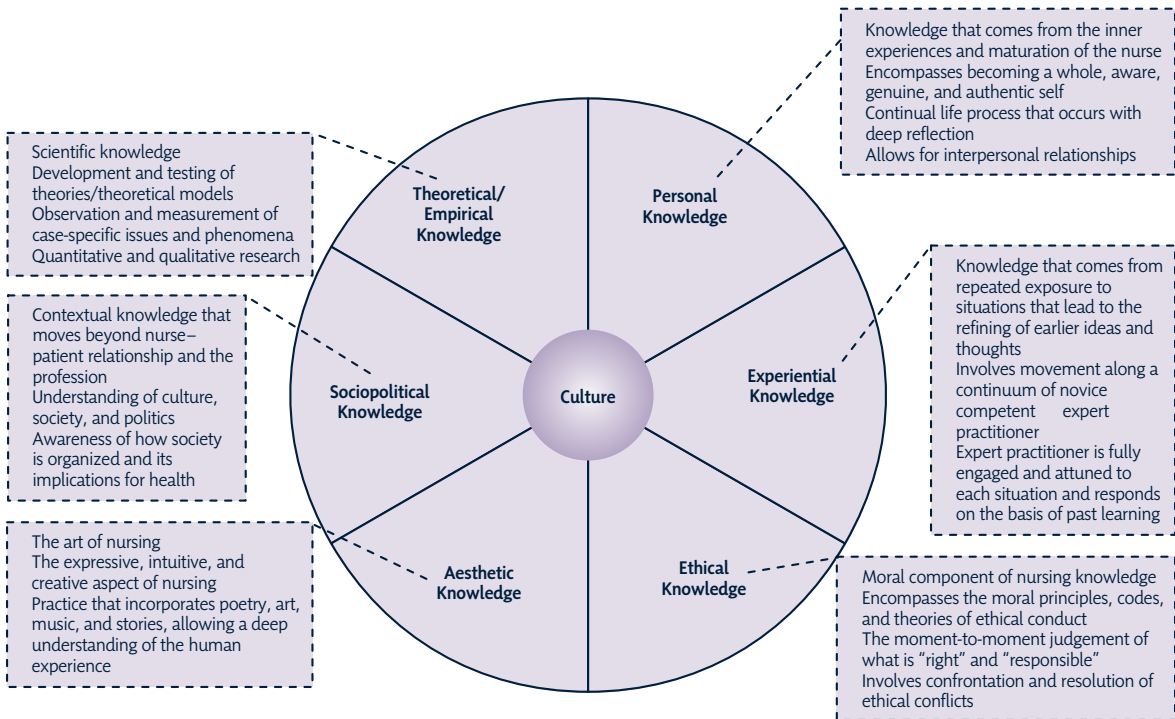 Knowledge that comes from the inner
experiences and maturation of the nurse
Encompasses becoming a whole, aware,
genuine, and authentic self
Continual life process that occurs with
deep reflection
Allows for interpersonal relationships
Scientific knowledge
Development and testing of
theories/theoretical models
Observation and measurement of
case-specific issues and phenomena
Quantitative and qualitative research
Theoretical/
Empirical
Knowledge
Personal
Knowledge
Knowledge that comes from
repeated exposure to
situations that lead to the
refining of earlier ideas and
thoughts
Involves movement along a
continuum of novice
competent expert
practitioner
Expert practitioner is fully
engaged and attuned to
each situation and responds
on the basis of past learning
Contextual knowledge that
moves beyond nurse–
patient relationship and the
profession
Understanding of culture,
society, and politics
Awareness of how society
is organized and its
implications for health
Sociopolitical
Knowledge
Culture
Experiential
Knowledge
The art of nursing
The expressive, intuitive, and
creative aspect of nursing
Practice that incorporates poetry, art,
music, and stories, allowing a deep
understanding of the human
experience
Aesthetic
Knowledge
Ethical
Knowledge
Moral component of nursing knowledge
Encompasses the moral principles, codes,
and theories of ethical conduct
The moment-to-moment judgement of
what is “right” and “responsible”
Involves confrontation and resolution of
ethical conflicts